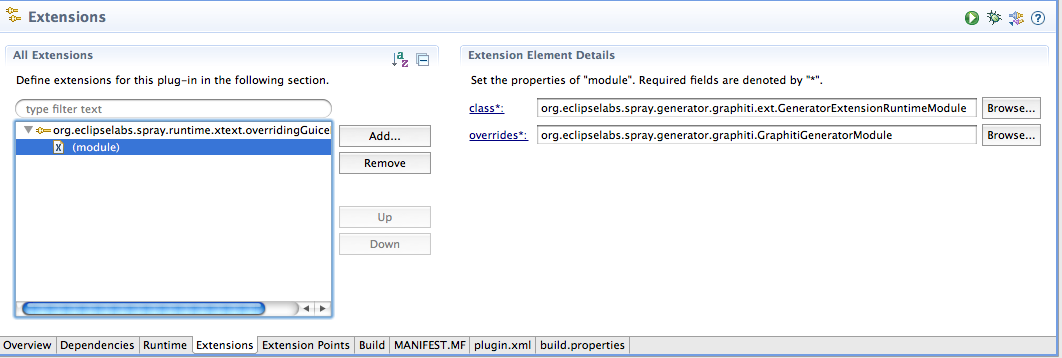 Extensions
All Extensions
Define extensions for this plug-in in the following section.
type filter text
org.eclipselabs.spray.runtime.xtext.overridingGuice
(module)
Add...
Remove
Up
Down
Extension Element Details
Set the properties of "module". Required fields are denoted by "*".
class*: org.eclipselabs.spray.generator.graphiti.ext.GeneratorExtensionRuntimeModule Browse...
overrides*: org.eclipselabs.spray.generator.graphiti.GraphitiGeneratorModule Browse...
Overview Dependencies Runtime Extensions Extension Points Build MANIFEST.MF plugin.xml build.properties